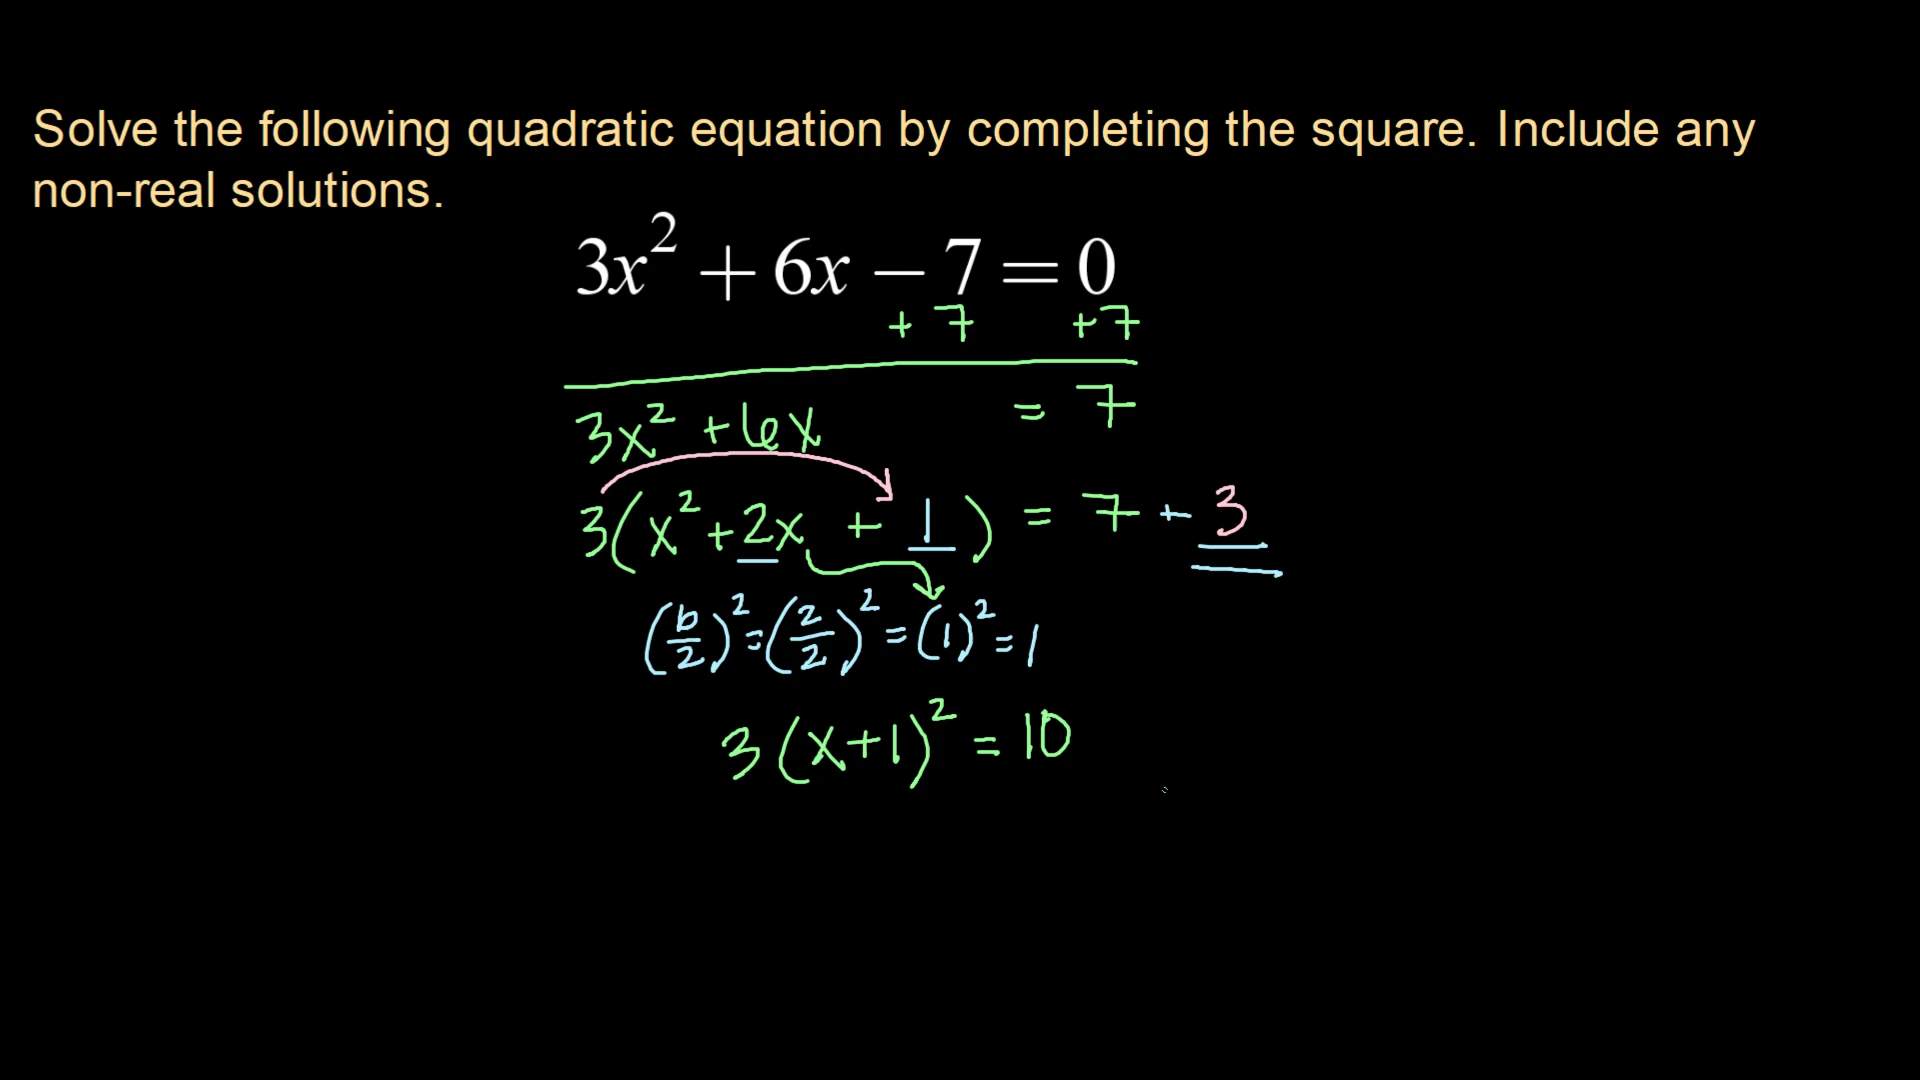 Solve the following quadratic equation by completing the square. Include any
non-real solutions.
3x² + 6x − 7 = 0
+ 7 +7
3x² + 6x = 7
3(x² + 2x + 1) = 7 + 3
(b/2)² = (2/2)² = (1)² = 1
3(x+1)² = 10